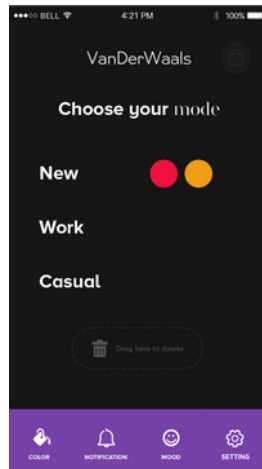 BELL 4:21 PM 100%
VanDerWaals
Choose your mode
New
Work
Casual
Drag here to delete
COLOR NOTIFICATION MOOD SETTING